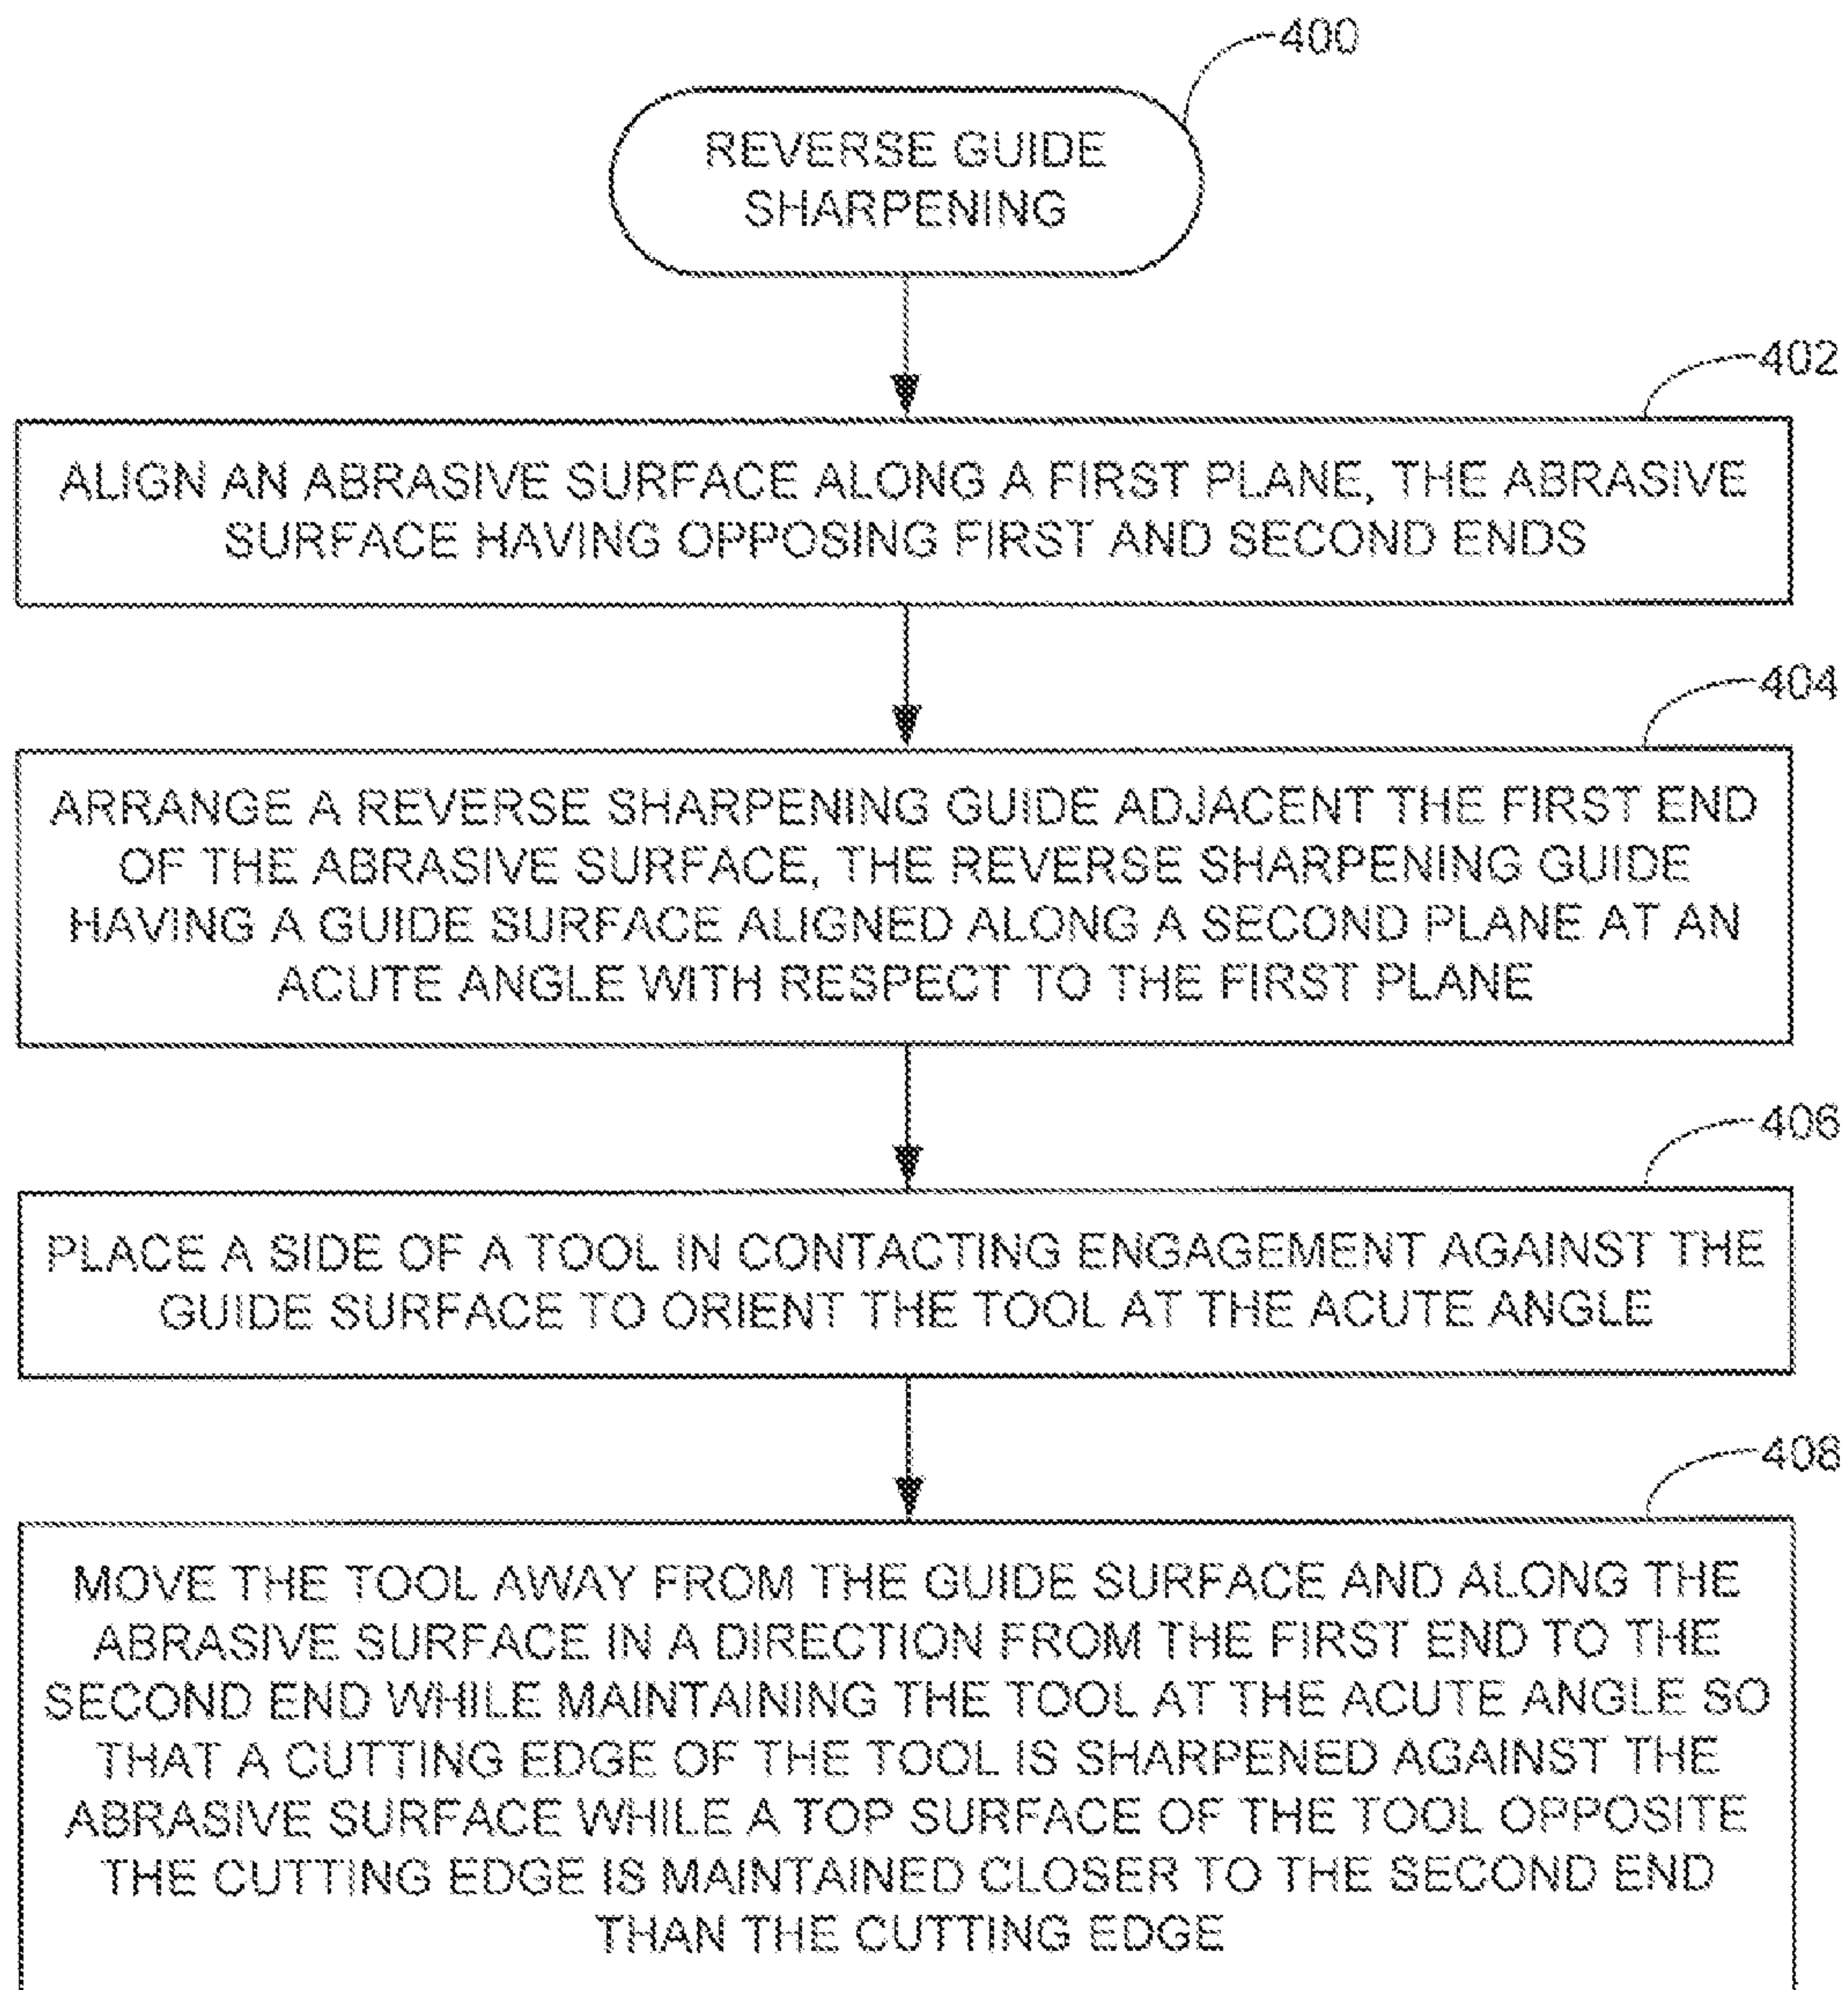 400
REVERSE GUIDE
SHARPENING
402
ALIGN AN ABRASIVE SURFACE ALONG A FIRST PLANE, THE ABRASIVE
SURFACE HAVING OPPOSING FIRST AND SECOND ENDS
404
ARRANGE A REVERSE SHARPENING GUIDE ADJACENT THE FIRST END
OF THE ABRASIVE SURFACE, THE REVERSE SHARPENING GUIDE
HAVING A GUIDE SURFACE ALIGNED ALONG A SECOND PLANE AT AN
ACUTE ANGLE WITH RESPECT TO THE FIRST PLANE
406
PLACE A SIDE OF A TOOL IN CONTACTING ENGAGEMENT AGAINST THE
GUIDE SURFACE TO ORIENT THE TOOL AT THE ACUTE ANGLE
408
MOVE THE TOOL AWAY FROM THE GUIDE SURFACE AND ALONG THE
ABRASIVE SURFACE IN A DIRECTION FROM THE FIRST END TO THE
SECOND END WHILE MAINTAINING THE TOOL AT THE ACUTE ANGLE SO
THAT A CUTTING EDGE OF THE TOOL IS SHARPENED AGAINST THE
ABRASIVE SURFACE WHILE A TOP SURFACE OF THE TOOL OPPOSITE
THE CUTTING EDGE IS MAINTAINED CLOSER TO THE SECOND END
THAN THE CUTTING EDGE